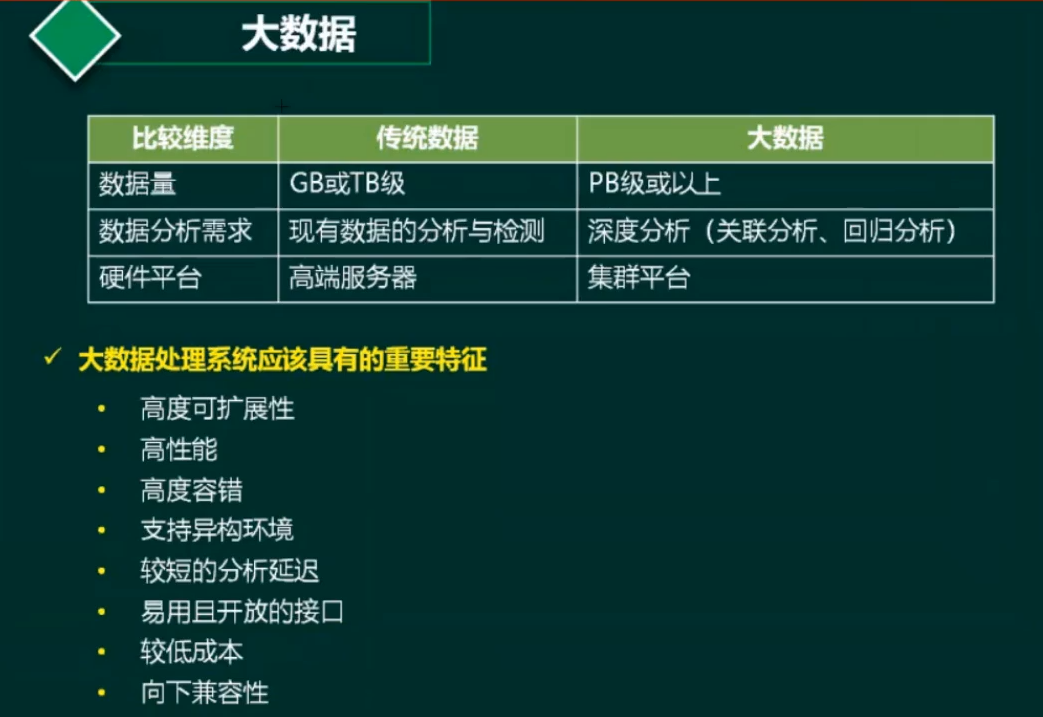 大数据
比较维度 传统数据 大数据
数据量 GB或TB级 PB级或以上
数据分析需求 现有数据的分析与检测 深度分析（关联分析、回归分析）
硬件平台 高端服务器 集群平台
✓ 大数据处理系统应该具有的重要特征
• 高度可扩展性
• 高性能
• 高度容错
• 支持异构环境
• 较短的分析延迟
• 易用且开放的接口
• 较低成本
• 向下兼容性